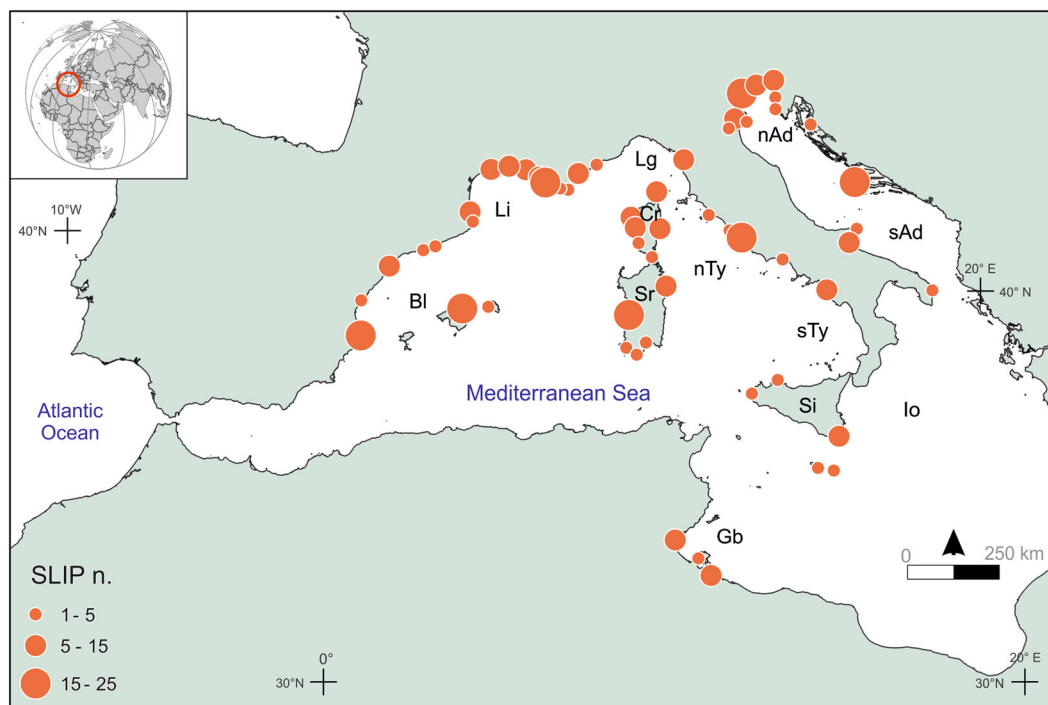 nAd
Lg
Cr
Li
10°W
40°N
sAd
nTy
20° E
40° N
Sr
Bl
sTy
Mediterranean Sea
Atlantic
Ocean
Si
Io
Gb
0
250 km
SLIP n.
1- 5
5 - 15
15 - 25
0°
30°N
20° E
30°N